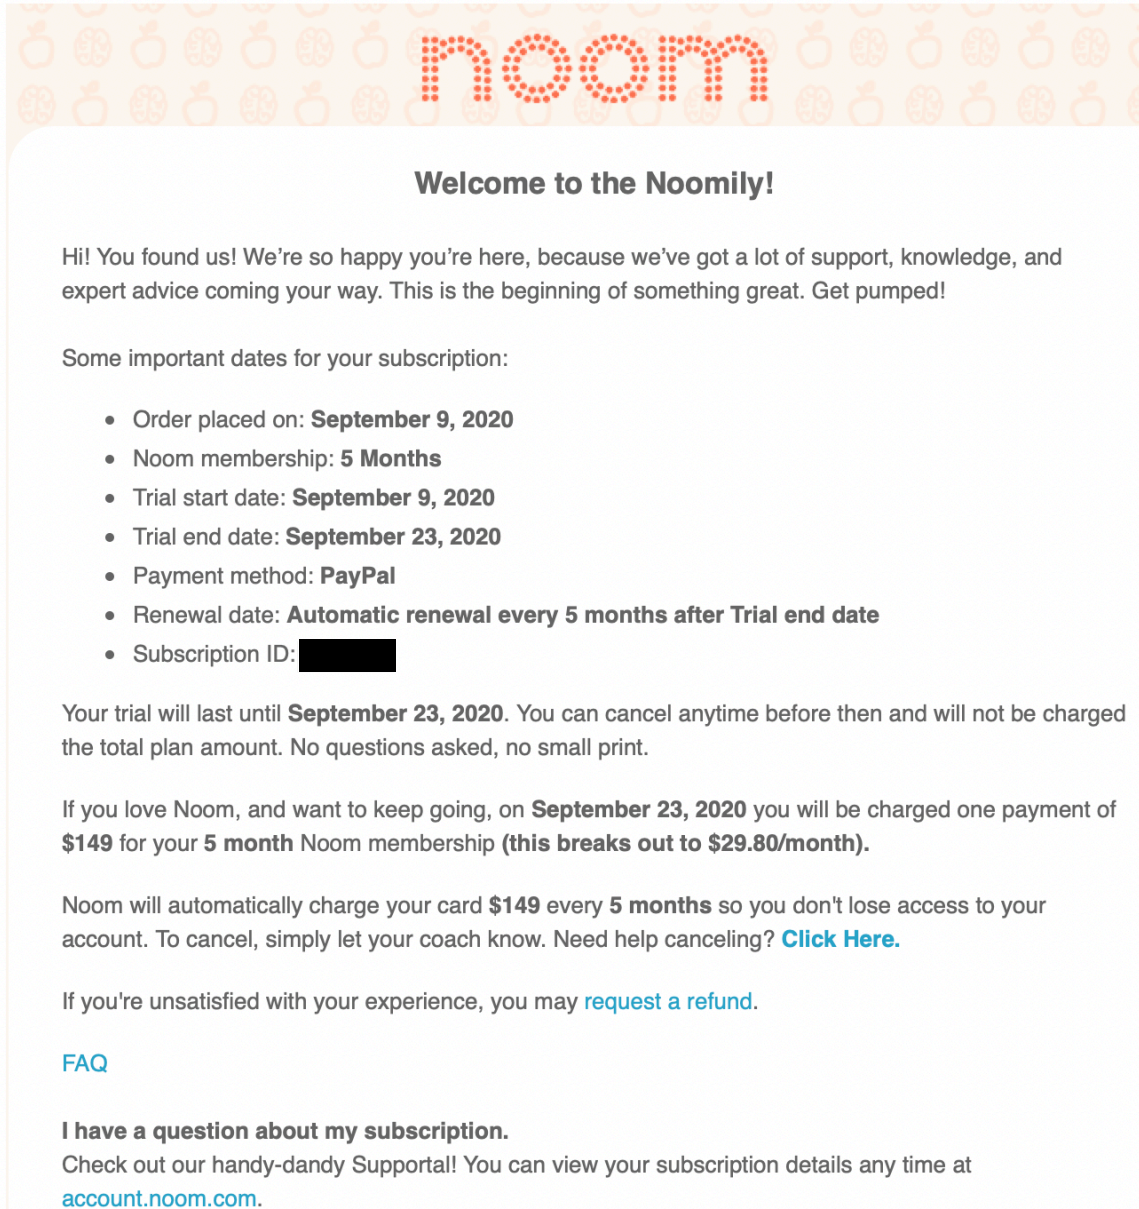 noom
Welcome to the Noomily!
Hi! You found us! We’re so happy you’re here, because we’ve got a lot of support, knowledge, and
expert advice coming your way. This is the beginning of something great. Get pumped!
Some important dates for your subscription:
• Order placed on: September 9, 2020
• Noom membership: 5 Months
• Trial start date: September 9, 2020
• Trial end date: September 23, 2020
• Payment method: PayPal
• Renewal date: Automatic renewal every 5 months after Trial end date
• Subscription ID:
Your trial will last until September 23, 2020. You can cancel anytime before then and will not be charged
the total plan amount. No questions asked, no small print.
If you love Noom, and want to keep going, on September 23, 2020 you will be charged one payment of
$149 for your 5 month Noom membership (this breaks out to $29.80/month).
Noom will automatically charge your card $149 every 5 months so you don't lose access to your
account. To cancel, simply let your coach know. Need help canceling? Click Here.
If you're unsatisfied with your experience, you may request a refund.
FAQ
I have a question about my subscription.
Check out our handy-dandy Supportal! You can view your subscription details any time at
account.noom.com.